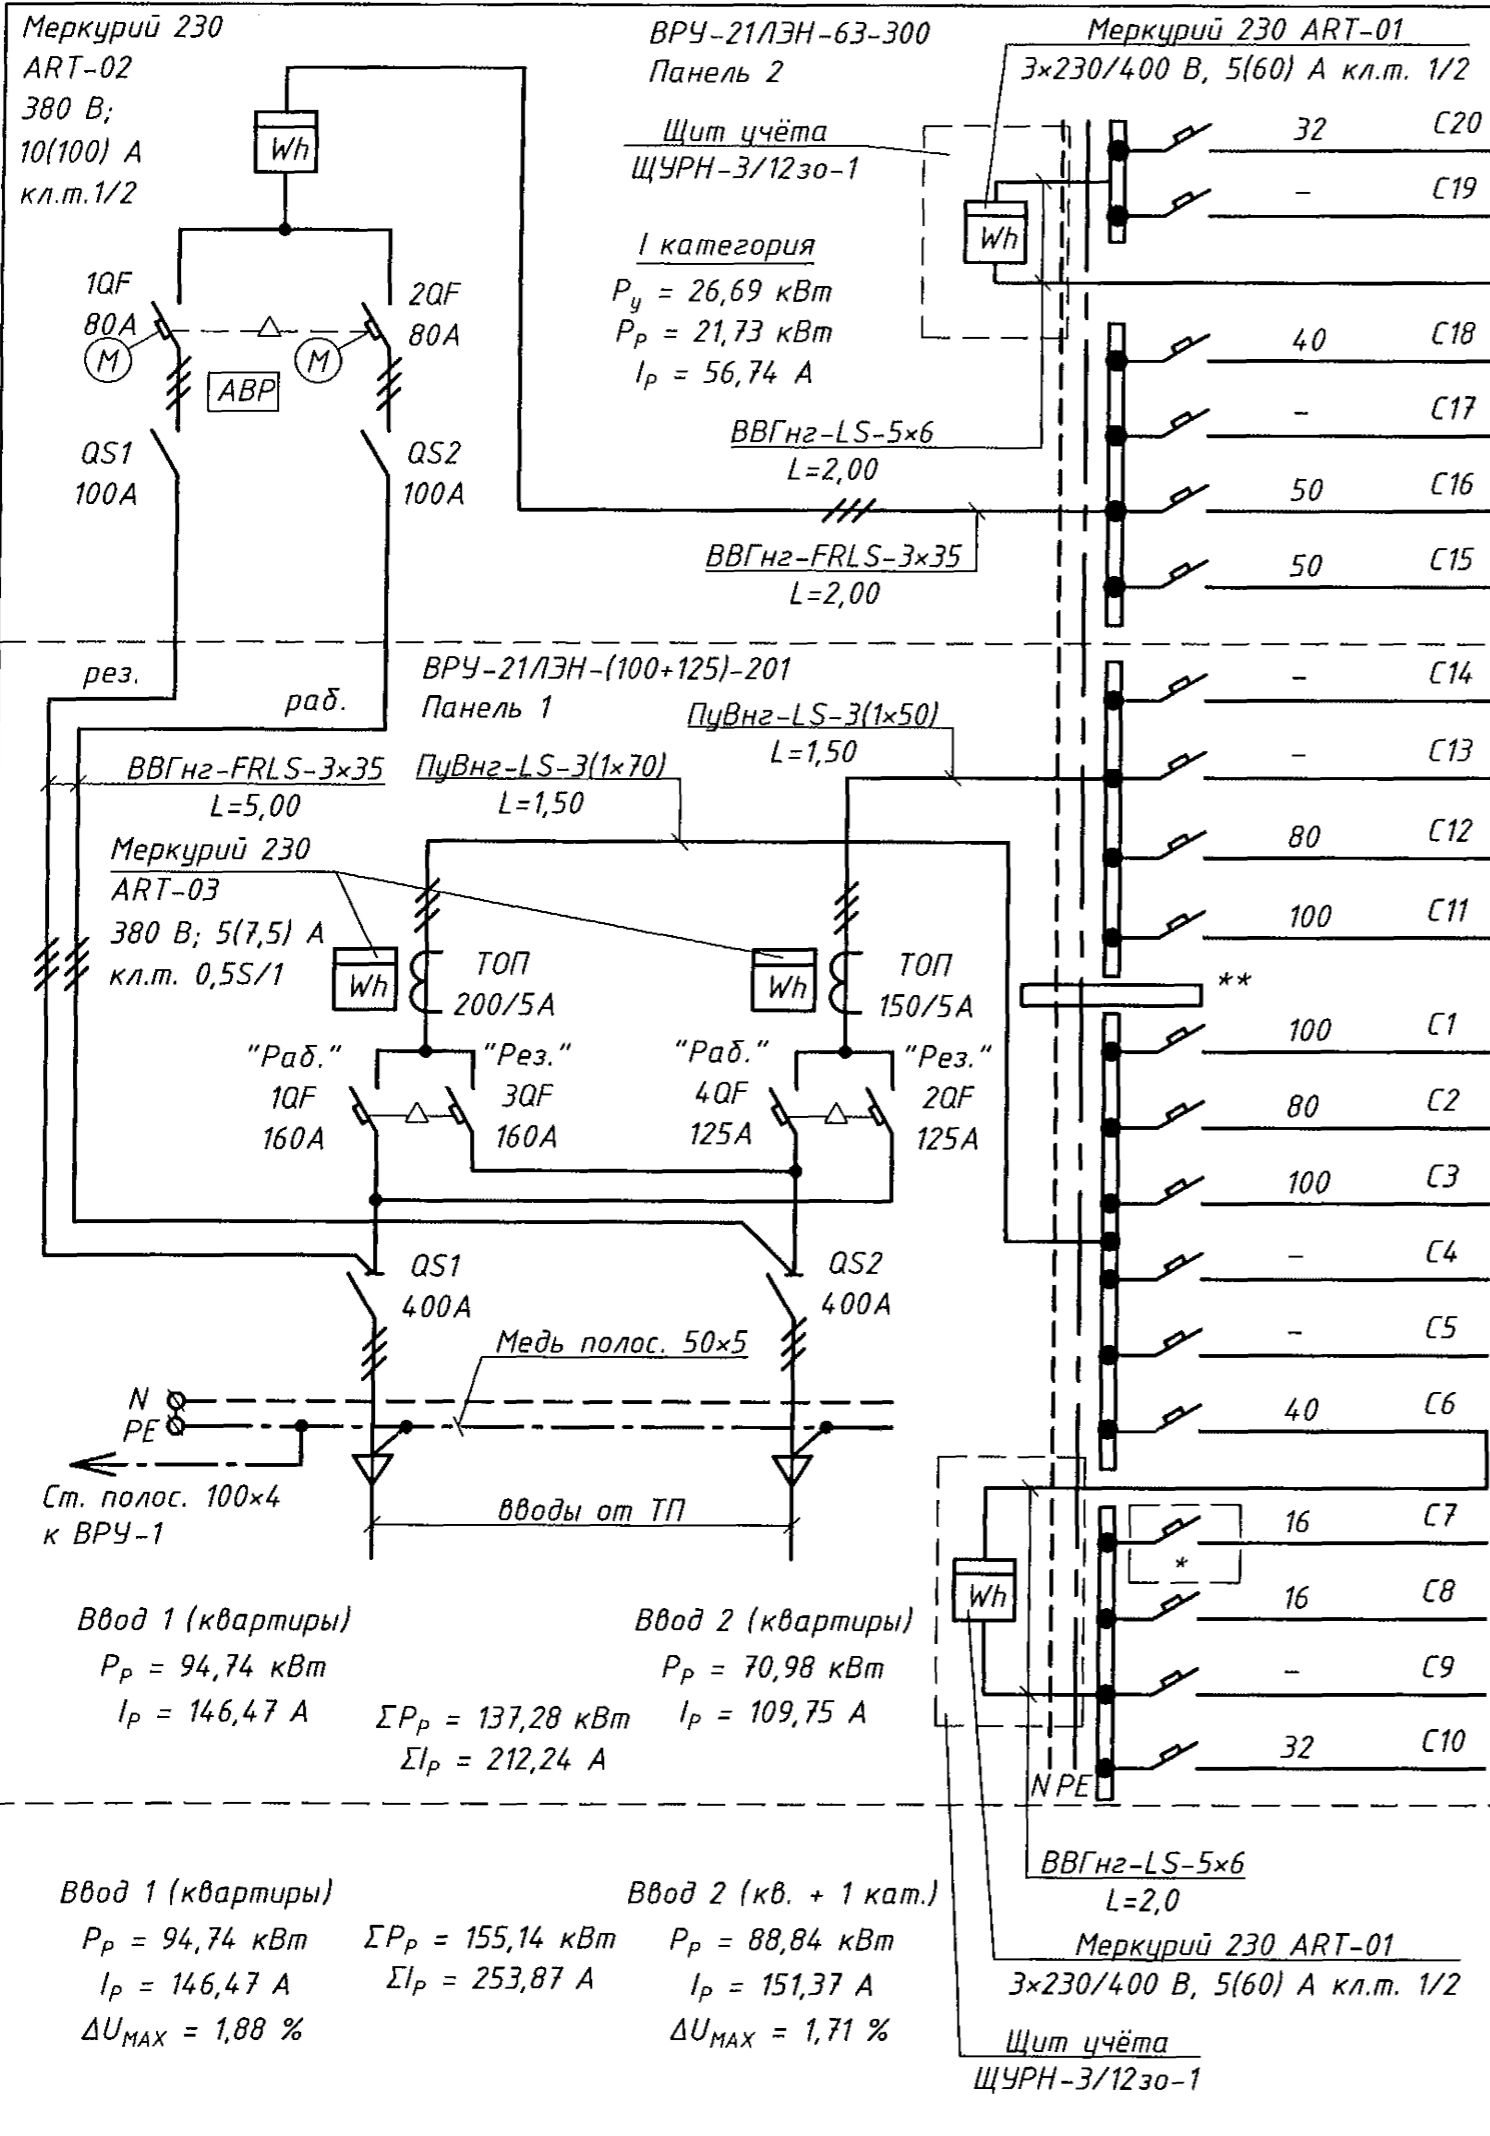 Меркурий 230
ART-02
380 В;
10(100) А
кл.т.1/2
Wh
1QF
80А
М
2QF
80А
М
АВР
QS1
100А
QS2
100А
ВРУ-21ЛЭН-63-300
Панель 2
Щит учёта
ЩУРН-3/12зо-1
I категория
Pу = 26,69 кВт
Pр = 21,73 кВт
Iр = 56,74 А
ВВГнг-LS-5×6
L=2,00
ВВГнг-FRLS-3×35
L=2,00
Меркурий 230 ART-01
3×230/400 В, 5(60) А кл.т. 1/2
Wh
32 С20
– С19
40 С18
– С17
50 С16
50 С15
рез.
раб.
ВРУ-21ЛЭН-(100+125)-201
Панель 1
ПуВнг-LS-3(1×50)
L=1,50
ВВГнг-FRLS-3×35
L=5,00
ПуВнг-LS-3(1×70)
L=1,50
Меркурий 230
ART-03
380 В; 5(7,5) А
кл.т. 0,5S/1
Wh
ТОП
200/5А
Wh
ТОП
150/5А
"Раб."
1QF
160А
"Рез."
3QF
160А
"Раб."
4QF
125А
"Рез."
2QF
125А
QS1
400А
QS2
400А
Медь полос. 50×5
N
PE
Ст. полос. 100×4
к ВРУ-1
вводы от ТП
– С14
– С13
80 С12
100 С11
**
100 С1
80 С2
100 С3
– С4
– С5
40 С6
16 С7
*
16 С8
– С9
32 С10
Wh
N PE
Ввод 1 (квартиры)
Pр = 94,74 кВт
Iр = 146,47 А
ΣPр = 137,28 кВт
ΣIр = 212,24 А
Ввод 2 (квартиры)
Pр = 70,98 кВт
Iр = 109,75 А
Ввод 1 (квартиры)
Pр = 94,74 кВт
Iр = 146,47 А
ΔUMAX = 1,88 %
ΣPр = 155,14 кВт
ΣIр = 253,87 А
Ввод 2 (кв. + 1 кат.)
Pр = 88,84 кВт
Iр = 151,37 А
ΔUMAX = 1,71 %
ВВГнг-LS-5×6
L=2,0
Меркурий 230 ART-01
3×230/400 В, 5(60) А кл.т. 1/2
Щит учёта
ЩУРН-3/12зо-1